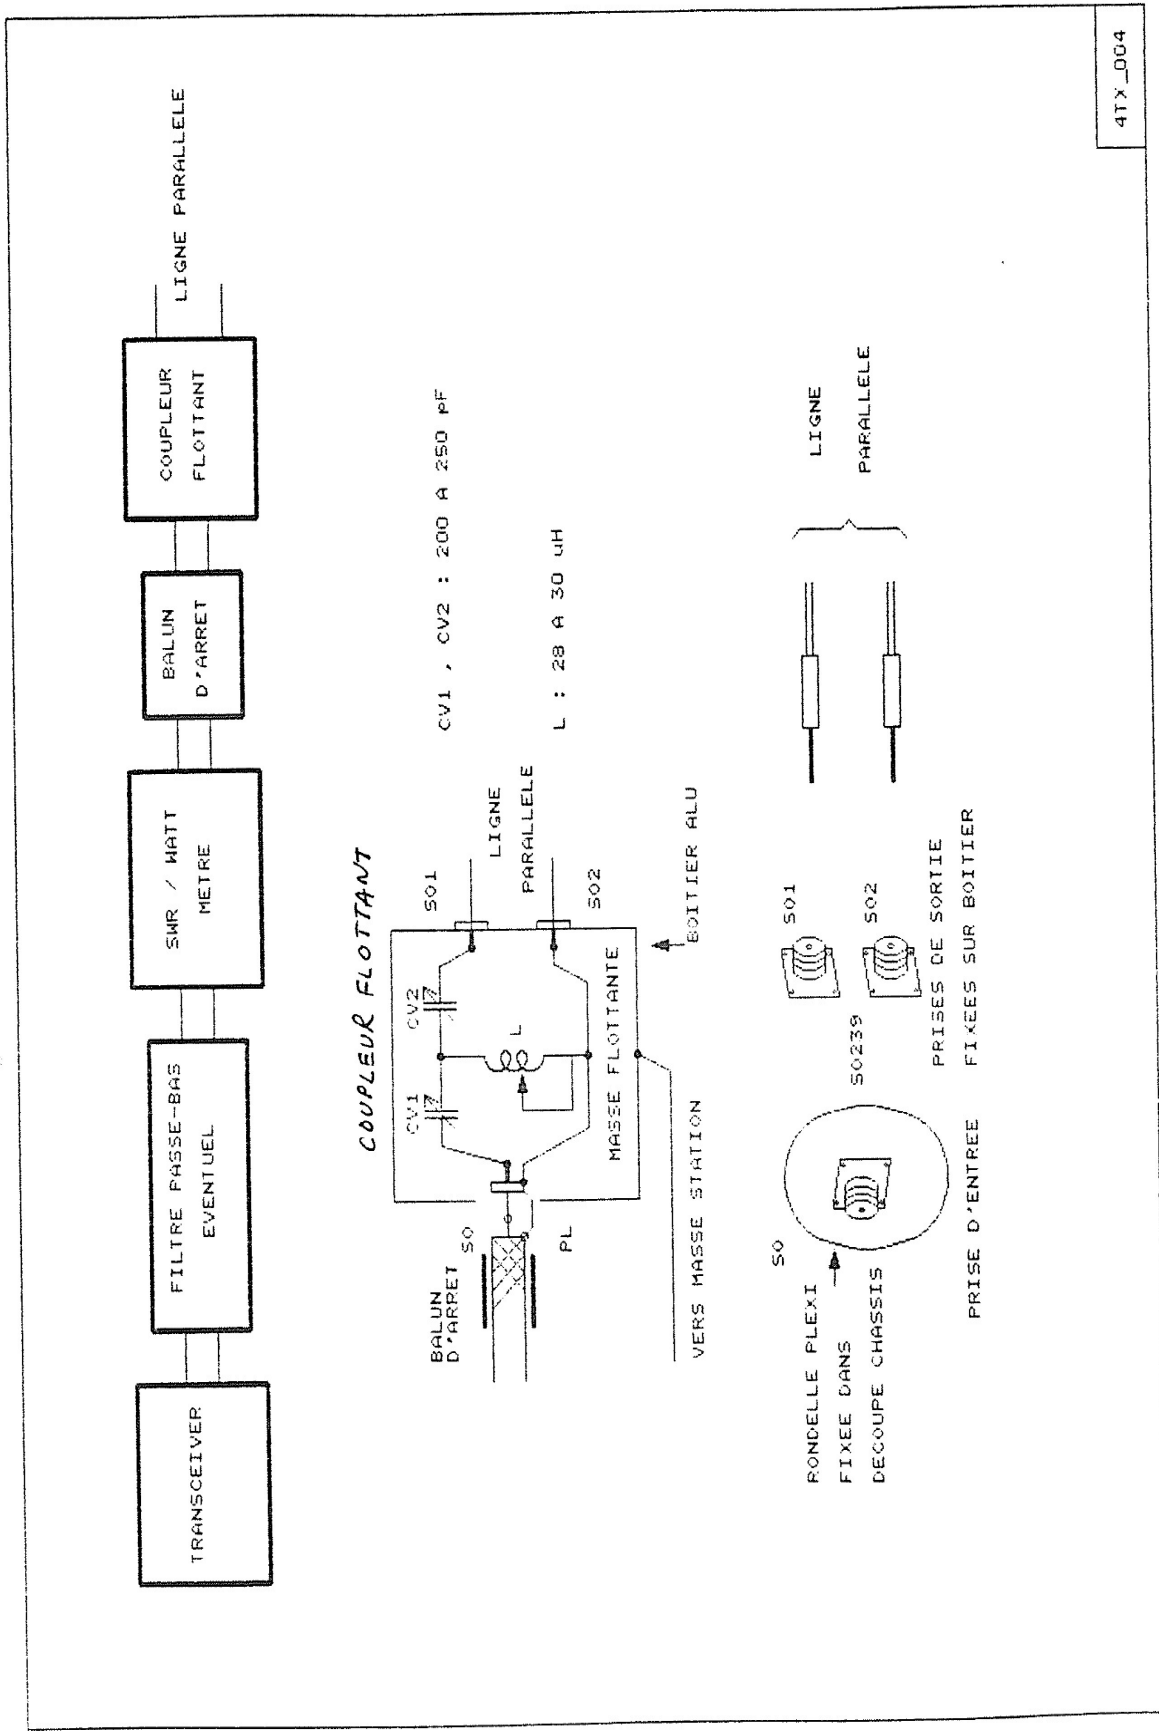 TRANSCEIVER
FILTRE PASSE-BAS
EVENTUEL
SWR / WATT
METRE
BALUN
D'ARRET
COUPLEUR
FLOTTANT
LIGNE PARALLELE
COUPLEUR FLOTTANT
BALUN
D'ARRET
SO
PL
CV1
CV2
L
MASSE FLOTTANTE
SO1
LIGNE
PARALLELE
SO2
BOITIER ALU
VERS MASSE STATION
CV1 , CV2 : 200 A 250 pF
L : 28 A 30 uH
SO
RONDELLE PLEXI
FIXEE DANS
DECOUPE CHASSIS
PRISE D'ENTREE
SO239
SO1
SO2
PRISES DE SORTIE
FIXEES SUR BOITIER
LIGNE
PARALLELE
4TX_004